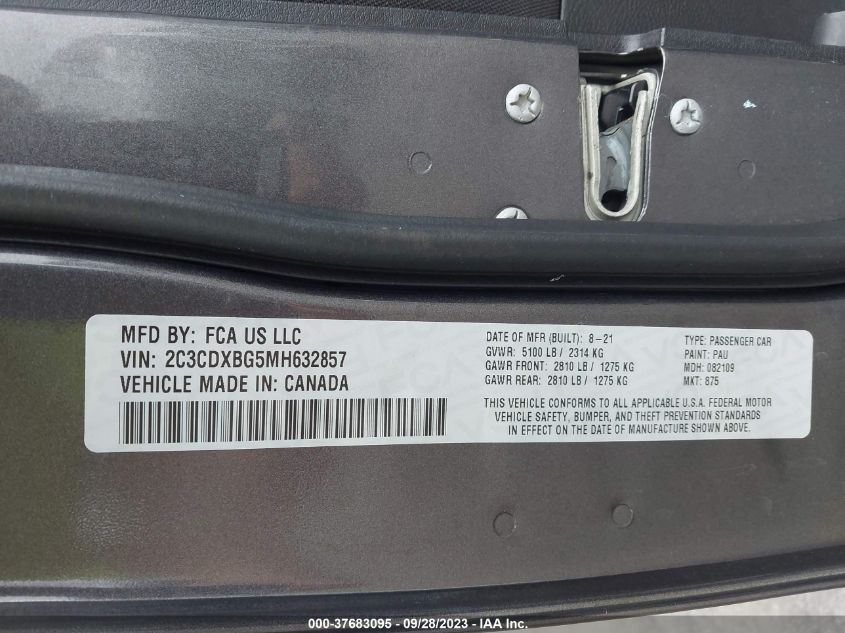 MFD BY: FCA US LLC
VIN: 2C3CDXBG5MH632857
VEHICLE MADE IN: CANADA
DATE OF MFR (BUILT): 8-21
GVWR: 5100 LB / 2314 KG
GAWR FRONT: 2810 LB / 1275 KG
GAWR REAR: 2810 LB / 1275 KG
TYPE: PASSENGER CAR
PAINT: PAU
MDH: 082109
MKT: 875
THIS VEHICLE CONFORMS TO ALL APPLICABLE U.S.A. FEDERAL MOTOR
VEHICLE SAFETY, BUMPER, AND THEFT PREVENTION STANDARDS
IN EFFECT ON THE DATE OF MANUFACTURE SHOWN ABOVE.
000-37683095 - 09/28/2023 - IAA Inc.